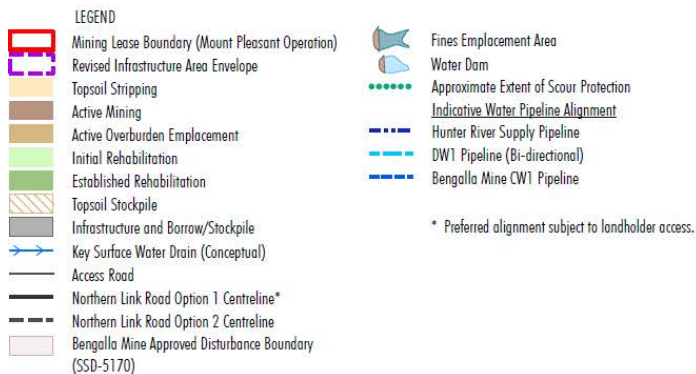 LEGEND
Mining Lease Boundary (Mount Pleasant Operation)
Revised Infrastructure Area Envelope
Topsoil Stripping
Active Mining
Active Overburden Emplacement
Initial Rehabilitation
Established Rehabilitation
Topsoil Stockpile
Infrastructure and Borrow/Stockpile
Key Surface Water Drain (Conceptual)
Access Road
Northern Link Road Option 1 Centreline*
Northern Link Road Option 2 Centreline
Bengalla Mine Approved Disturbance Boundary
(SSD-5170)
Fines Emplacement Area
Water Dam
Approximate Extent of Scour Protection
Indicative Water Pipeline Alignment
Hunter River Supply Pipeline
DW1 Pipeline (Bi-directional)
Bengalla Mine CW1 Pipeline
* Preferred alignment subject to landholder access.